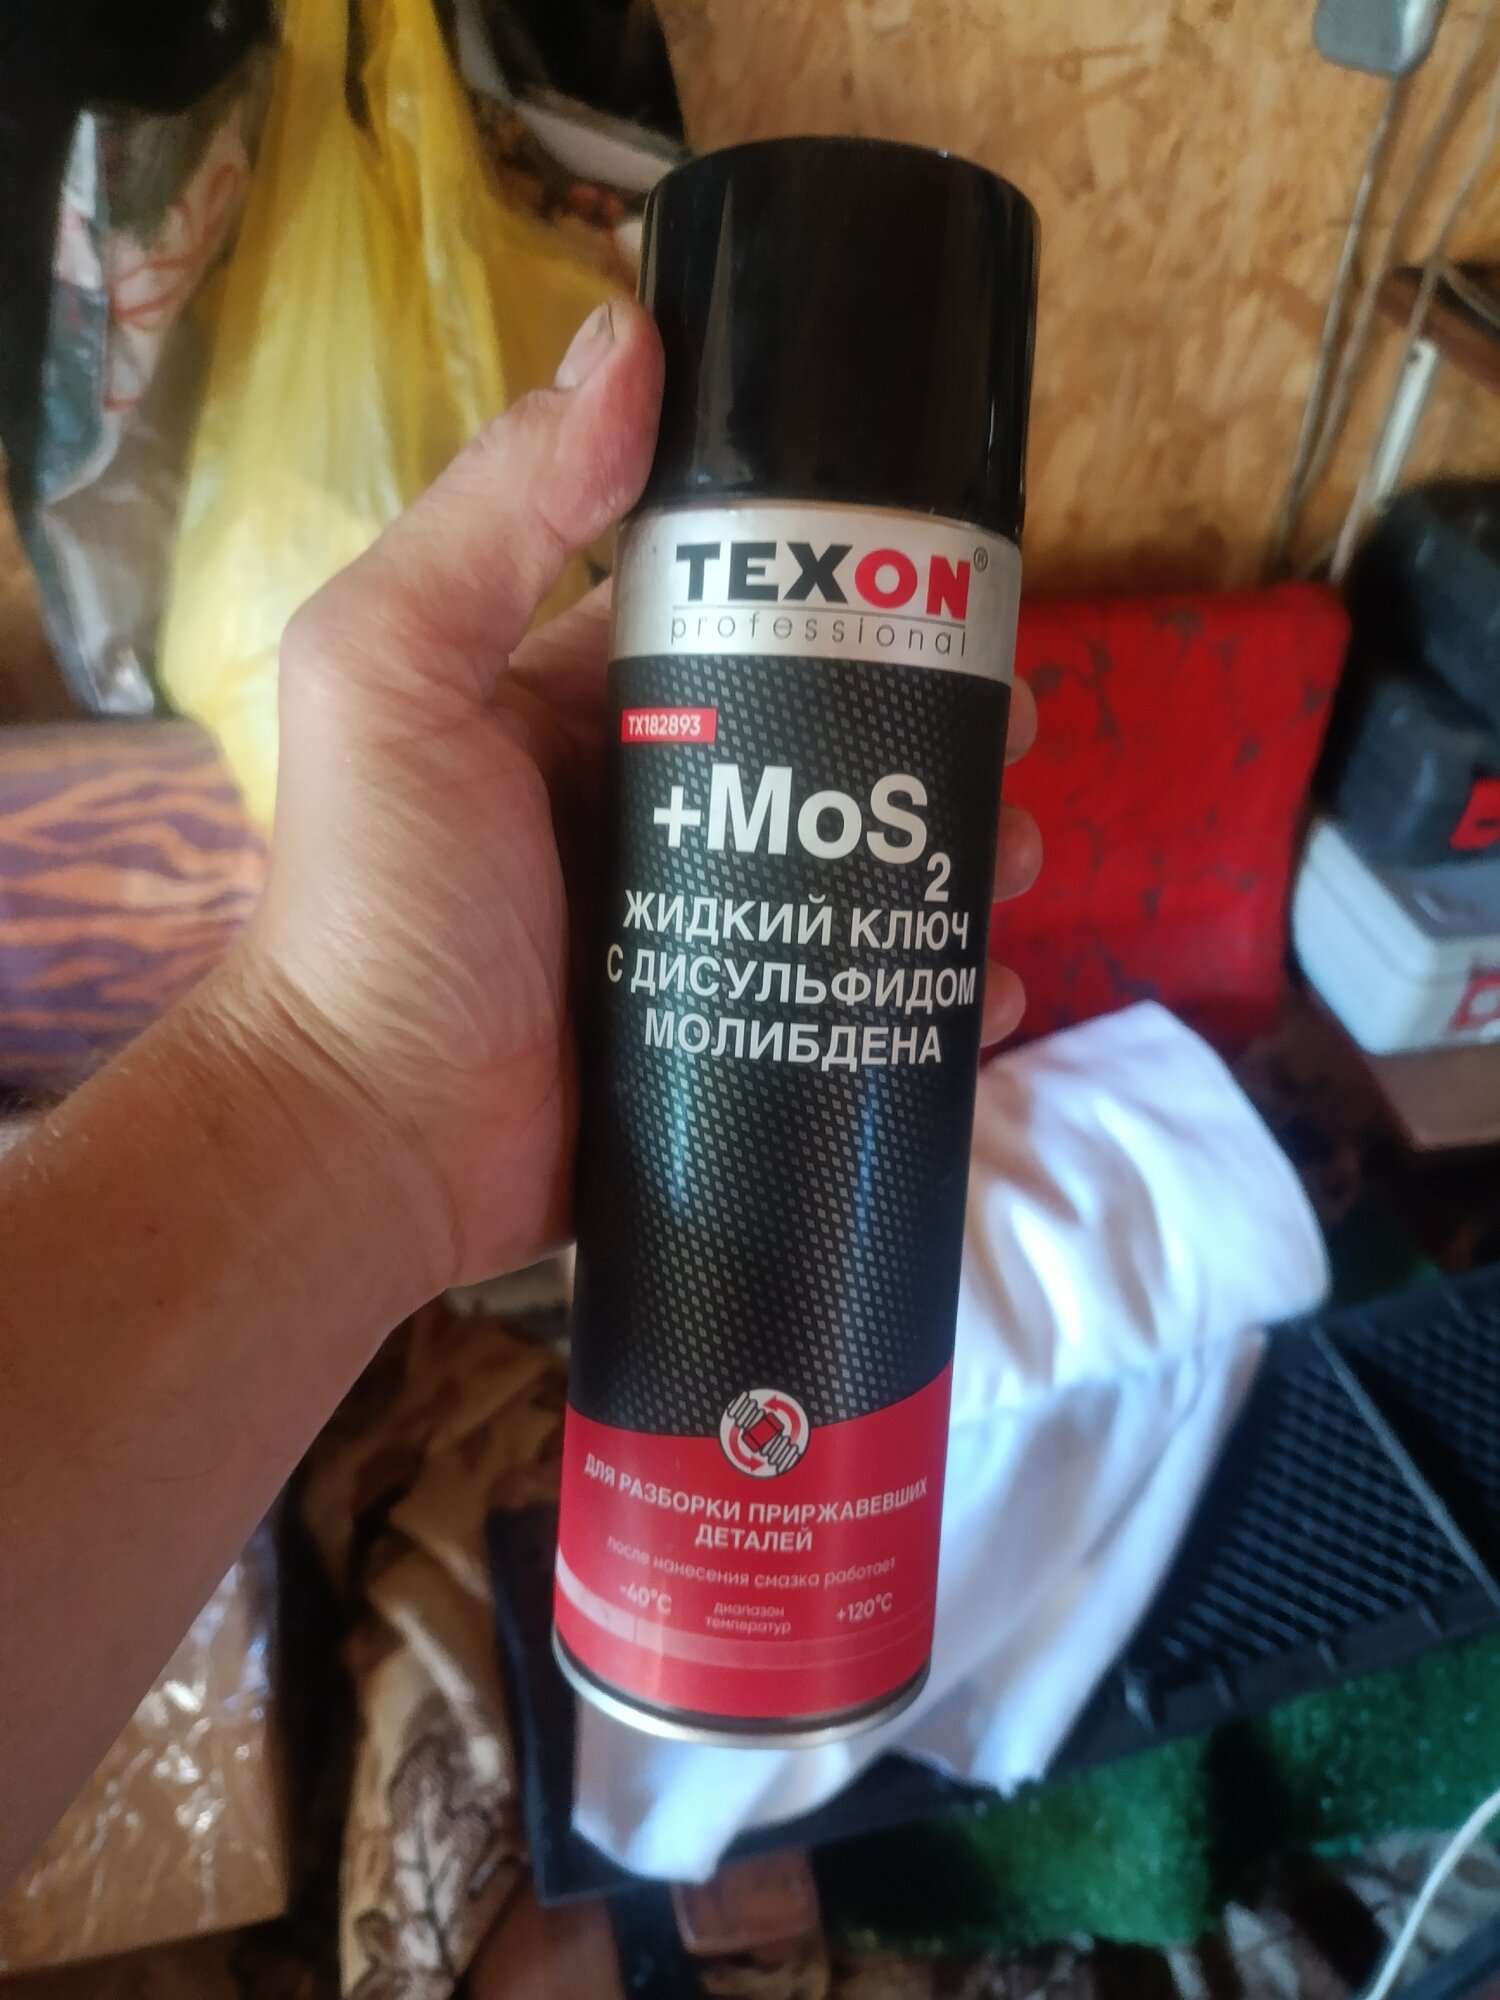 TEXON®
professional
TX182893
+MoS₂
ЖИДКИЙ КЛЮЧ
С ДИСУЛЬФИДОМ
МОЛИБДЕНА
ДЛЯ РАЗБОРКИ ПРИРЖАВЕВШИХ
ДЕТАЛЕЙ
после нанесения смазка работает
-40°C диапазон температур +120°C